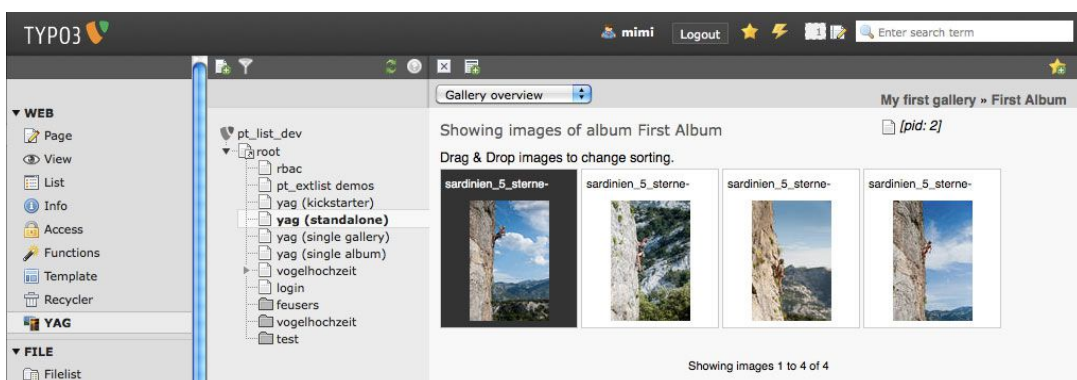 TYPO3
mimi
Logout
1
Enter search term
Gallery overview
My first gallery » First Album
[pid: 2]
WEB
Page
View
List
Info
Access
Functions
Template
Recycler
YAG
FILE
Filelist
pt_list_dev
root
rbac
pt_extlist demos
yag (kickstarter)
yag (standalone)
yag (single gallery)
yag (single album)
vogelhochzeit
login
feusers
vogelhochzeit
test
Showing images of album First Album
Drag & Drop images to change sorting.
sardinien_5_sterne- sardinien_5_sterne- sardinien_5_sterne- sardinien_5_sterne-
Showing images 1 to 4 of 4